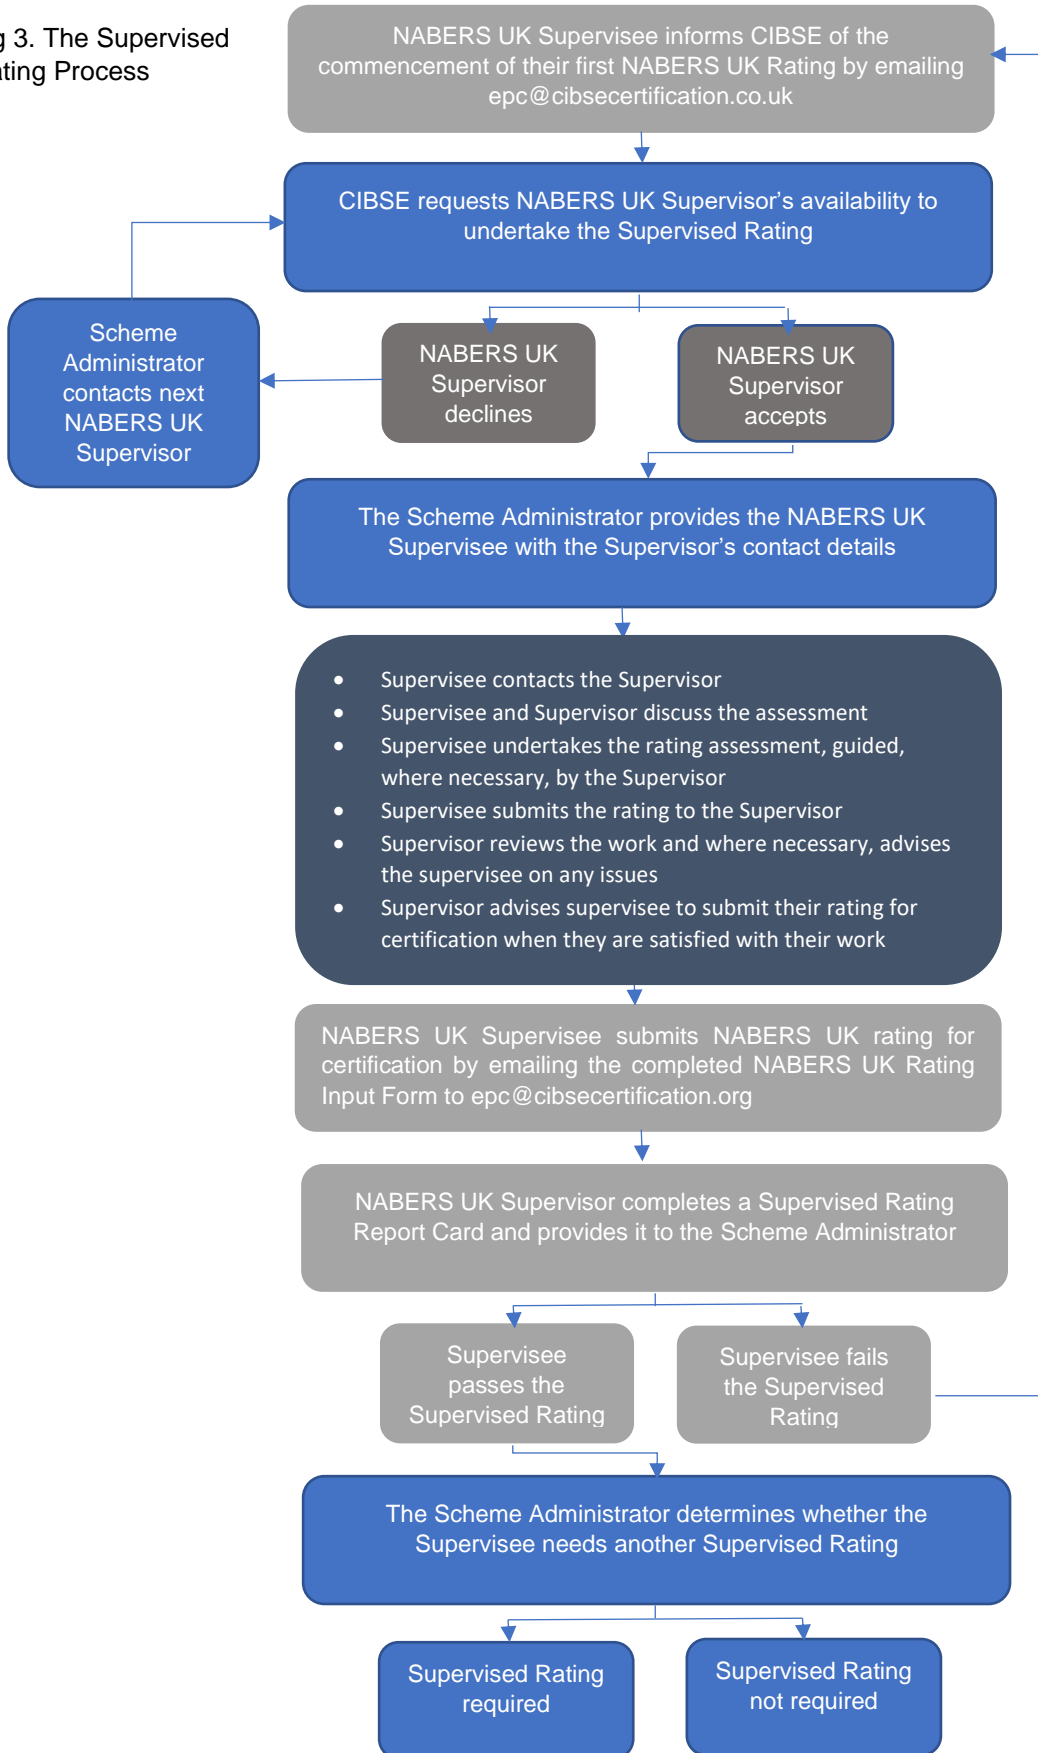 g 3. The Supervised
ating Process
NABERS UK Supervisee informs CIBSE of the
commencement of their first NABERS UK Rating by emailing
epc@cibsecertification.co.uk
CIBSE requests NABERS UK Supervisor’s availability to
undertake the Supervised Rating
Scheme
Administrator
contacts next
NABERS UK
Supervisor
NABERS UK
Supervisor
declines
NABERS UK
Supervisor
accepts
The Scheme Administrator provides the NABERS UK
Supervisee with the Supervisor’s contact details
• Supervisee contacts the Supervisor
• Supervisee and Supervisor discuss the assessment
• Supervisee undertakes the rating assessment, guided,
where necessary, by the Supervisor
• Supervisee submits the rating to the Supervisor
• Supervisor reviews the work and where necessary, advises
the supervisee on any issues
• Supervisor advises supervisee to submit their rating for
certification when they are satisfied with their work
NABERS UK Supervisee submits NABERS UK rating for
certification by emailing the completed NABERS UK Rating
Input Form to epc@cibsecertification.org
NABERS UK Supervisor completes a Supervised Rating
Report Card and provides it to the Scheme Administrator
Supervisee
passes the
Supervised Rating
Supervisee fails
the Supervised
Rating
The Scheme Administrator determines whether the
Supervisee needs another Supervised Rating
Supervised Rating
required
Supervised Rating
not required